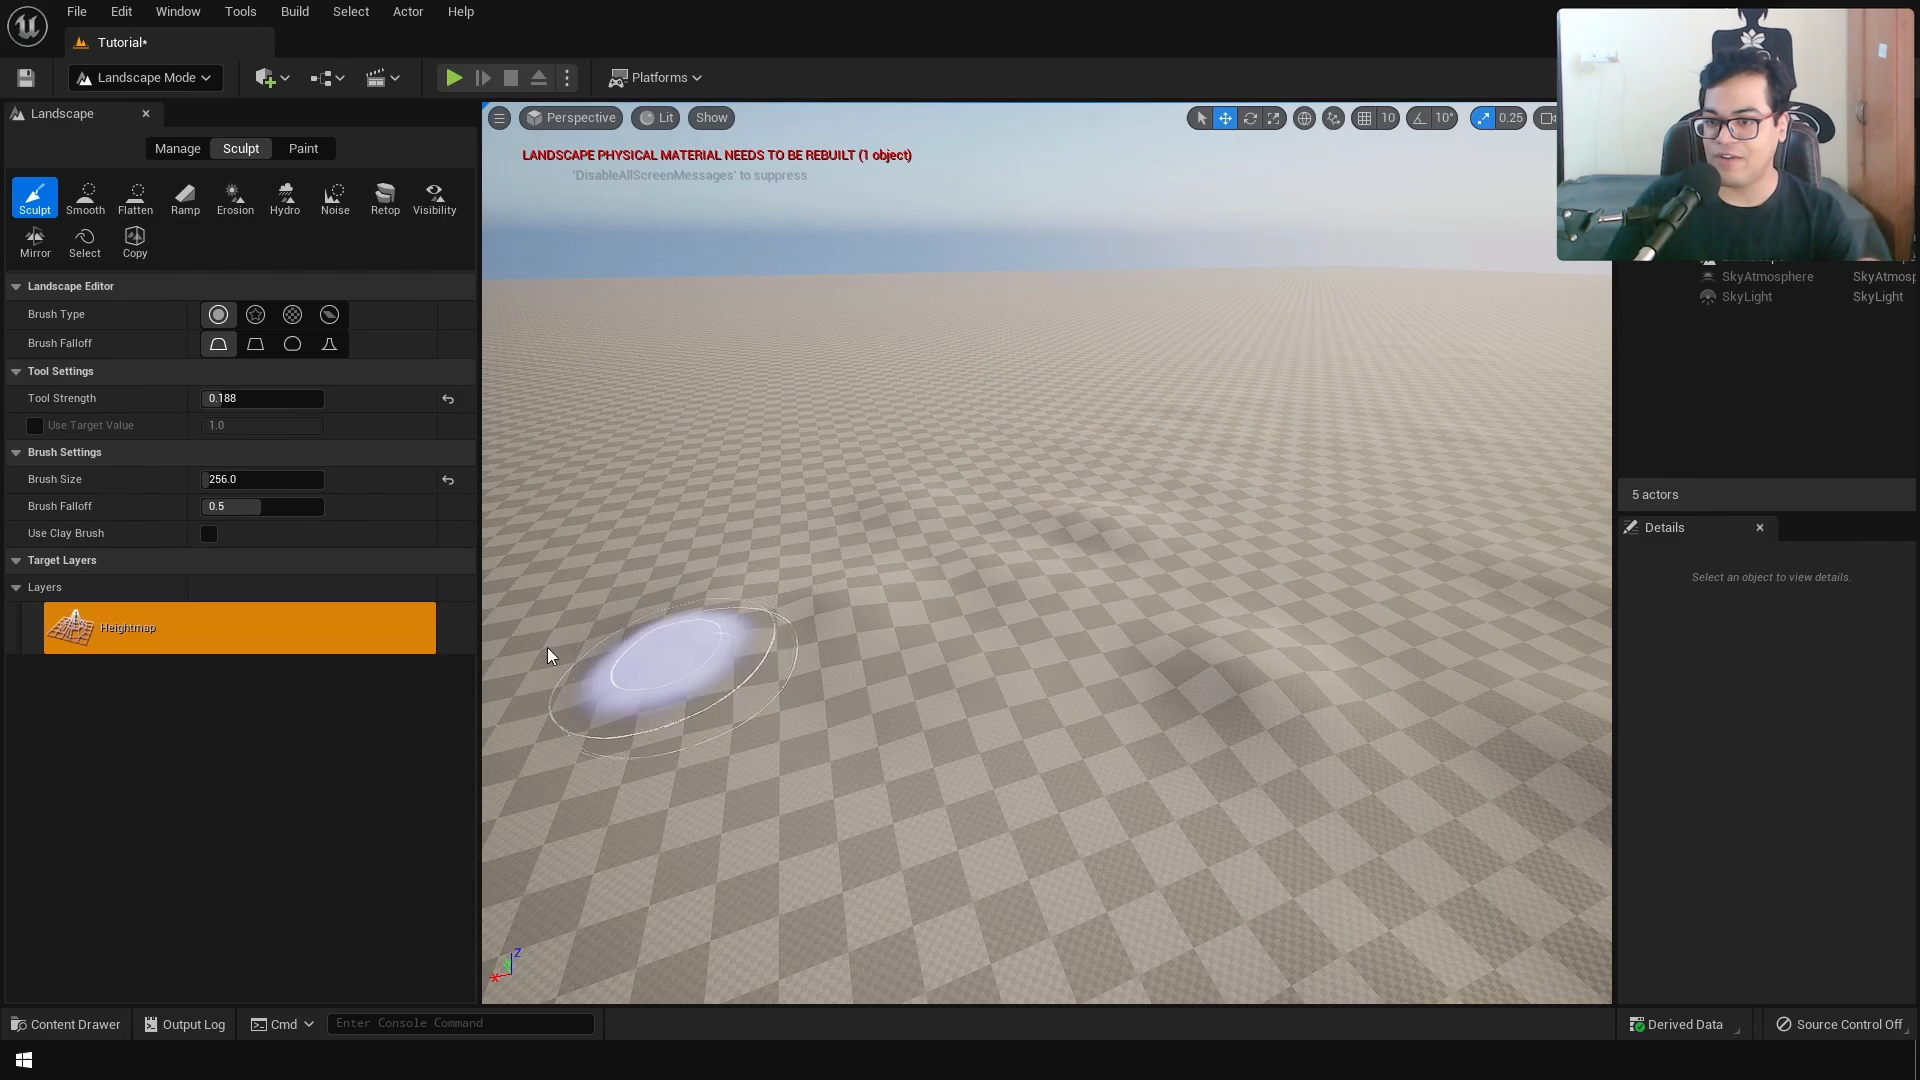 File Edit Window Tools Build Select Actor Help
Tutorial*
Landscape Mode
Platforms
Landscape
Perspective Lit Show
10 10° 0.25
Manage Sculpt Paint
LANDSCAPE PHYSICAL MATERIAL NEEDS TO BE REBUILT (1 object)
'DisableAllScreenMessages' to suppress
Sculpt Smooth Flatten Ramp Erosion Hydro Noise Retop Visibility
Mirror Select Copy
Landscape Editor
Brush Type
Brush Falloff
Tool Settings
Tool Strength 0.188
Use Target Value 1.0
Brush Settings
Brush Size 256.0
Brush Falloff 0.5
Use Clay Brush
Target Layers
Layers
Heightmap
SkyAtmosphere SkyAtmosp
SkyLight SkyLight
5 actors
Details
Select an object to view details.
Z
Content Drawer Output Log Cmd Enter Console Command
Derived Data Source Control Off